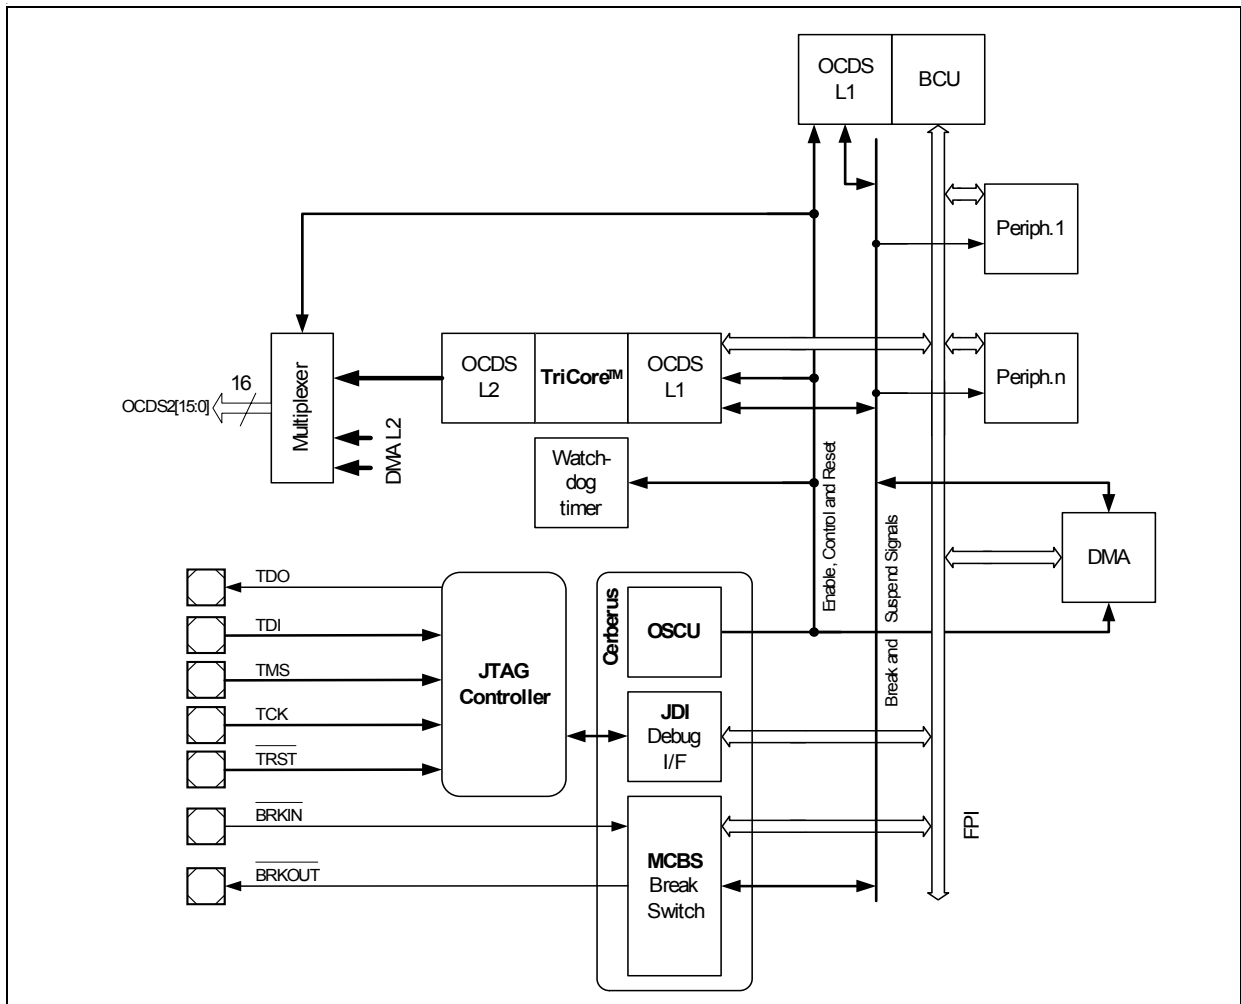 OCDS
L1
BCU
Periph.1
16
OCDS2[15:0]
Multiplexer
DMA L2
OCDS
L2
TriCore™
OCDS
L1
Periph.n
Watch-
dog
timer
Enable, Control and Reset
Break and Suspend Signals
DMA
TDO
TDI
TMS
TCK
TRST
BRKIN
BRKOUT
JTAG
Controller
Cerberus
OSCU
JDI
Debug
I/F
MCBS
Break
Switch
FPI